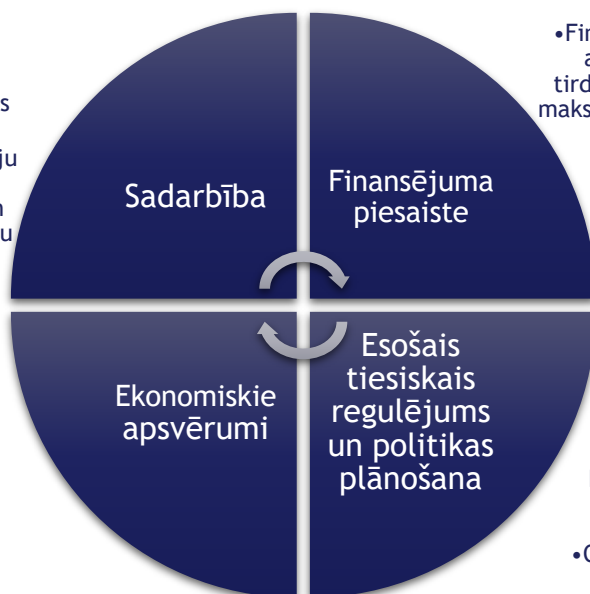 Sadarbība
Finansējuma
piesaiste
Ekonomiskie
apsvērumi
Esošais
tiesiskais
regulējums
un politikas
plānošana